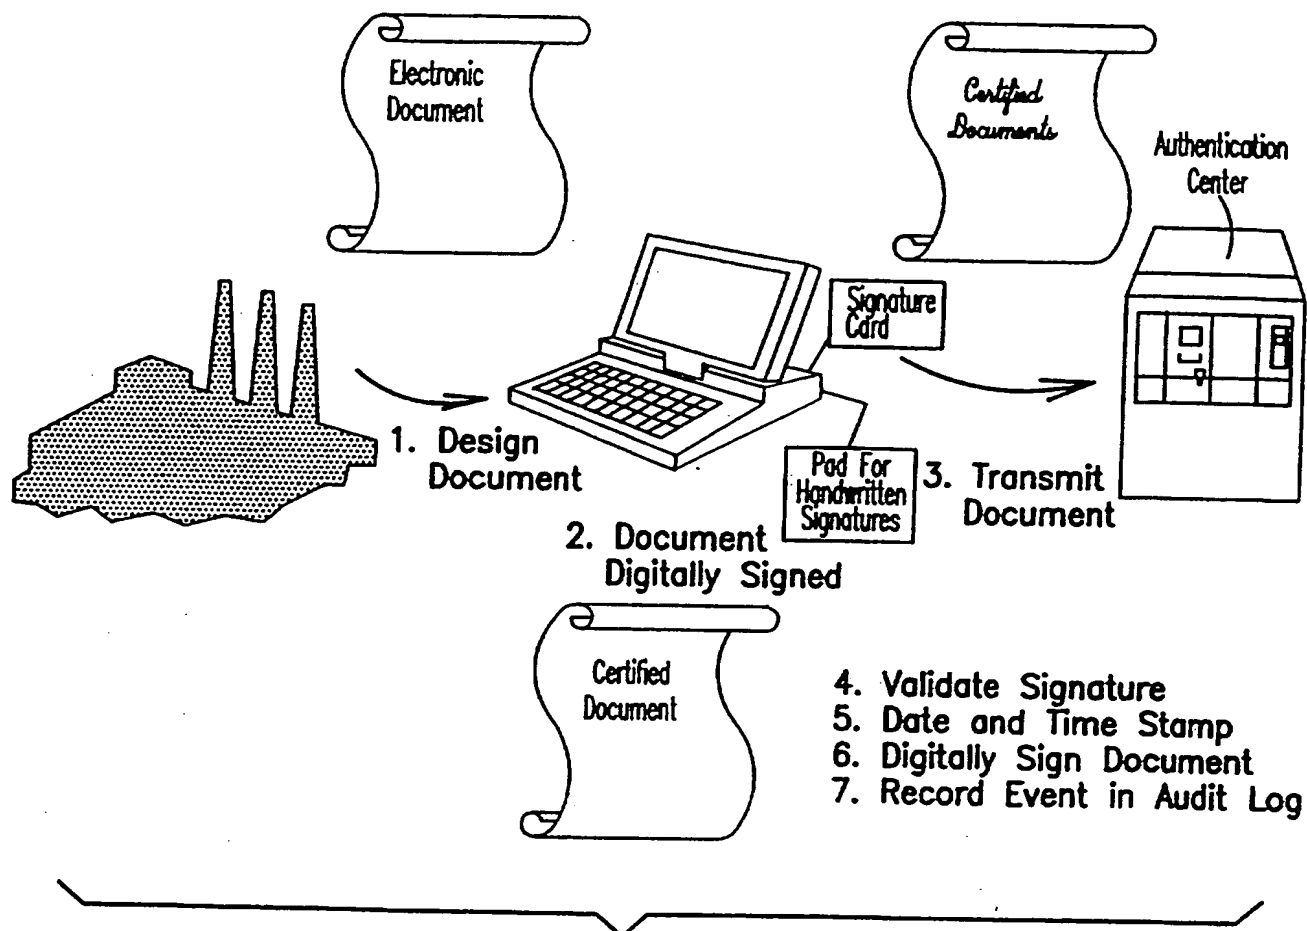 Electronic
Document
Certified
Documents
Authentication
Center
Signature
Card
1. Design
Document
Pad For
Handwritten
Signatures
3. Transmit
Document
2. Document
Digitally Signed
Certified
Document
4. Validate Signature
5. Date and Time Stamp
6. Digitally Sign Document
7. Record Event in Audit Log